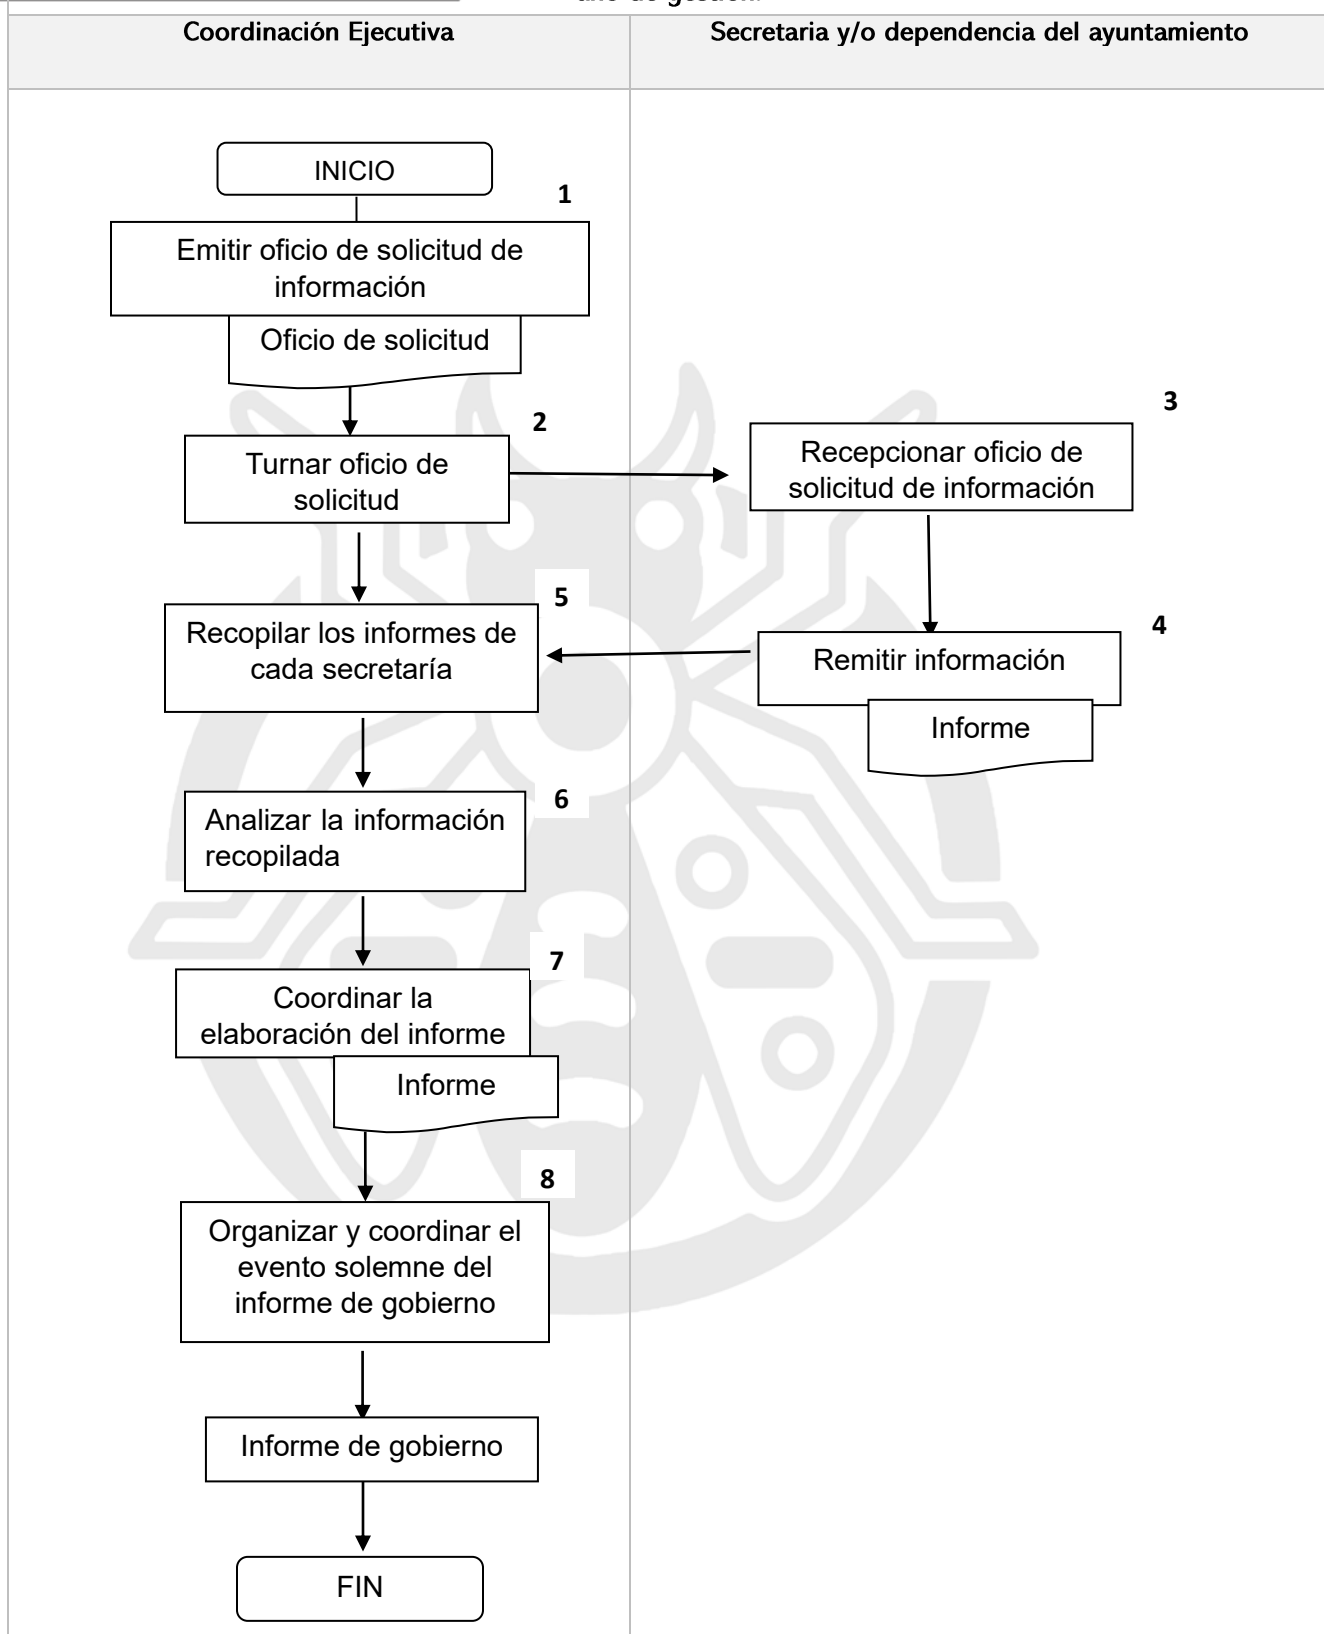 año de gestión.
Coordinación Ejecutiva
Secretaria y/o dependencia del ayuntamiento
INICIO
1
Emitir oficio de solicitud de
información
Oficio de solicitud
2
Turnar oficio de
solicitud
3
Recepcionar oficio de
solicitud de información
4
Remitir información
Informe
5
Recopilar los informes de
cada secretaría
6
Analizar la información
recopilada
7
Coordinar la
elaboración del informe
Informe
8
Organizar y coordinar el
evento solemne del
informe de gobierno
Informe de gobierno
FIN